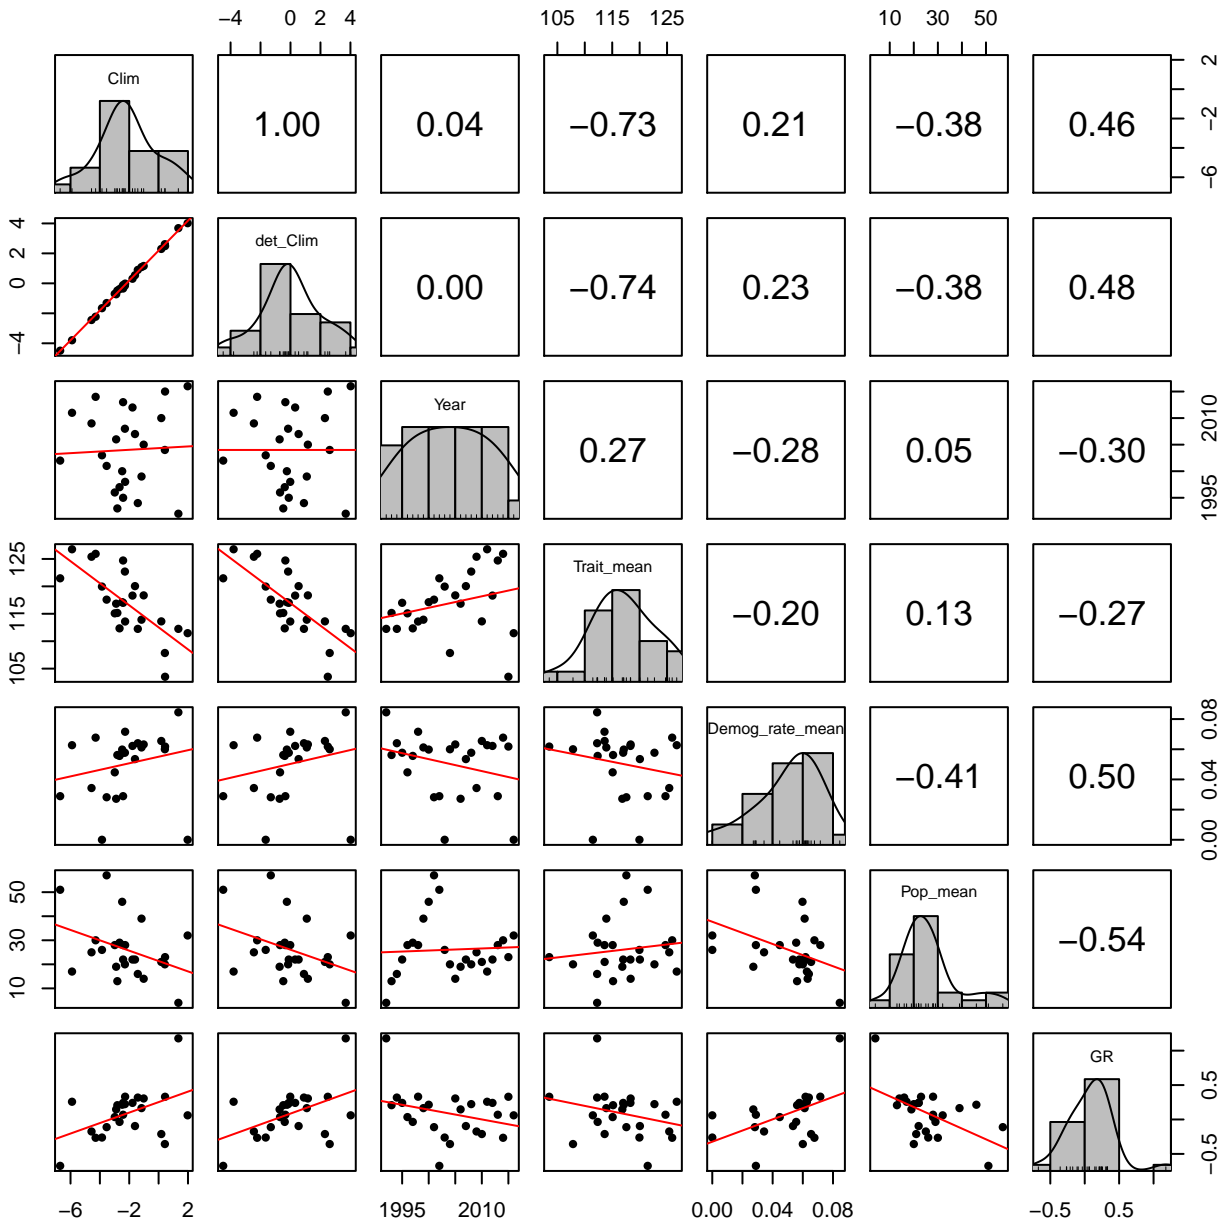 −4 0 2 4 105 115 125 10 30 50
Clim 1.00 0.04 −0.73 0.21 −0.38 0.46 −6 −2 2
−4 0 2 4 det_Clim 0.00 −0.74 0.23 −0.38 0.48
Year 0.27 −0.28 0.05 −0.30 1995 2010
105 115 125 Trait_mean −0.20 0.13 −0.27
Demog_rate_mean −0.41 0.50 0.00 0.04 0.08
10 30 50 Pop_mean −0.54
GR −0.5 0.5
−6 −2 2 1995 2010 0.00 0.04 0.08 −0.5 0.5